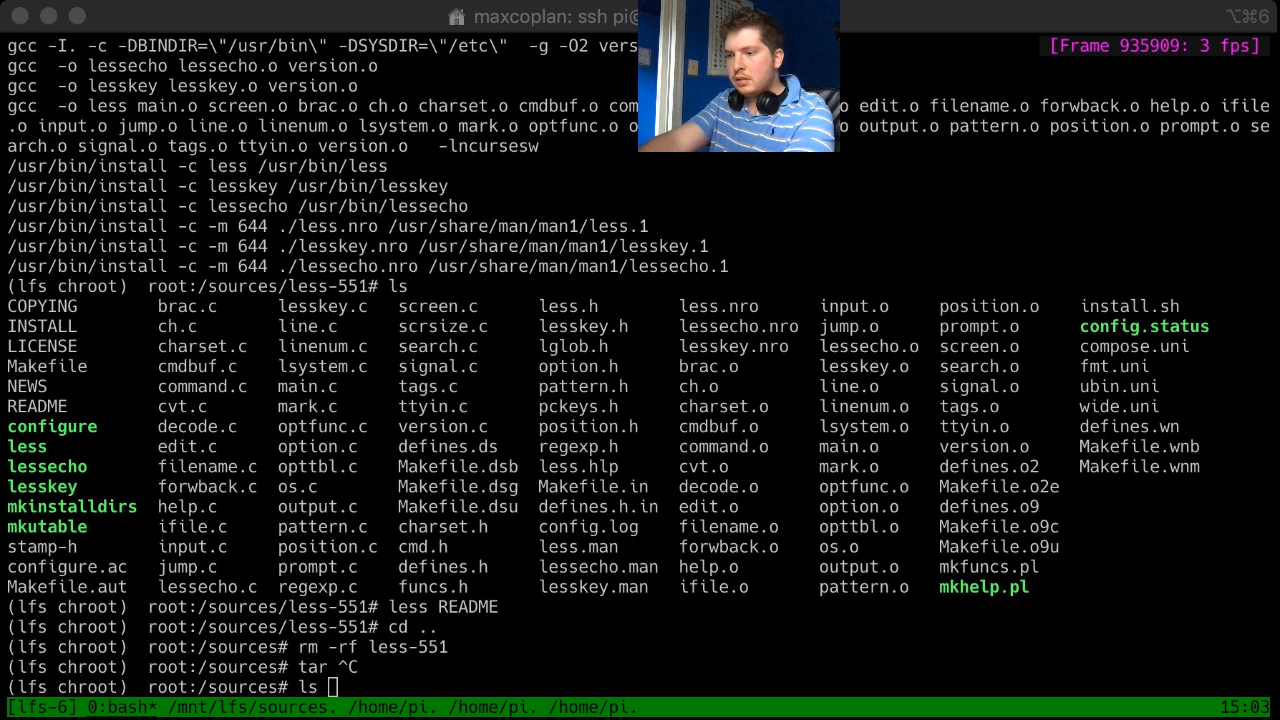 maxcoplan: ssh pi@
⌥⌘6
gcc -I. -c -DBINDIR=\"/usr/bin\" -DSYSDIR=\"/etc\"  -g -O2 vers
[Frame 935909: 3 fps]
gcc  -o lessecho lessecho.o version.o
gcc  -o lesskey lesskey.o version.o
gcc  -o less main.o screen.o brac.o ch.o charset.o cmdbuf.o com o edit.o filename.o forwback.o help.o ifile
.o input.o jump.o line.o linenum.o lsystem.o mark.o optfunc.o o o output.o pattern.o position.o prompt.o se
arch.o signal.o tags.o ttyin.o version.o   -lncursesw
/usr/bin/install -c less /usr/bin/less
/usr/bin/install -c lesskey /usr/bin/lesskey
/usr/bin/install -c lessecho /usr/bin/lessecho
/usr/bin/install -c -m 644 ./less.nro /usr/share/man/man1/less.1
/usr/bin/install -c -m 644 ./lesskey.nro /usr/share/man/man1/lesskey.1
/usr/bin/install -c -m 644 ./lessecho.nro /usr/share/man/man1/lessecho.1
(lfs chroot)  root:/sources/less-551# ls
COPYING brac.c lesskey.c screen.c less.h less.nro input.o position.o install.sh
INSTALL ch.c line.c scrsize.c lesskey.h lessecho.nro jump.o prompt.o config.status
LICENSE charset.c linenum.c search.c lglob.h lesskey.nro lessecho.o screen.o compose.uni
Makefile cmdbuf.c lsystem.c signal.c option.h brac.o lesskey.o search.o fmt.uni
NEWS command.c main.c tags.c pattern.h ch.o line.o signal.o ubin.uni
README cvt.c mark.c ttyin.c pckeys.h charset.o linenum.o tags.o wide.uni
configure decode.c optfunc.c version.c position.h cmdbuf.o lsystem.o ttyin.o defines.wn
less edit.c option.c defines.ds regexp.h command.o main.o version.o Makefile.wnb
lessecho filename.c opttbl.c Makefile.dsb less.hlp cvt.o mark.o defines.o2 Makefile.wnm
lesskey forwback.c os.c Makefile.dsg Makefile.in decode.o optfunc.o Makefile.o2e
mkinstalldirs help.c output.c Makefile.dsu defines.h.in edit.o option.o defines.o9
mkutable ifile.c pattern.c charset.h config.log filename.o opttbl.o Makefile.o9c
stamp-h input.c position.c cmd.h less.man forwback.o os.o Makefile.o9u
configure.ac jump.c prompt.c defines.h lessecho.man help.o output.o mkfuncs.pl
Makefile.aut lessecho.c regexp.c funcs.h lesskey.man ifile.o pattern.o mkhelp.pl
(lfs chroot)  root:/sources/less-551# less README
(lfs chroot)  root:/sources/less-551# cd ..
(lfs chroot)  root:/sources# rm -rf less-551
(lfs chroot)  root:/sources# tar ^C
(lfs chroot)  root:/sources# ls
[lfs-6] 0:bash* /mnt/lfs/sources. /home/pi. /home/pi. /home/pi. 15:03